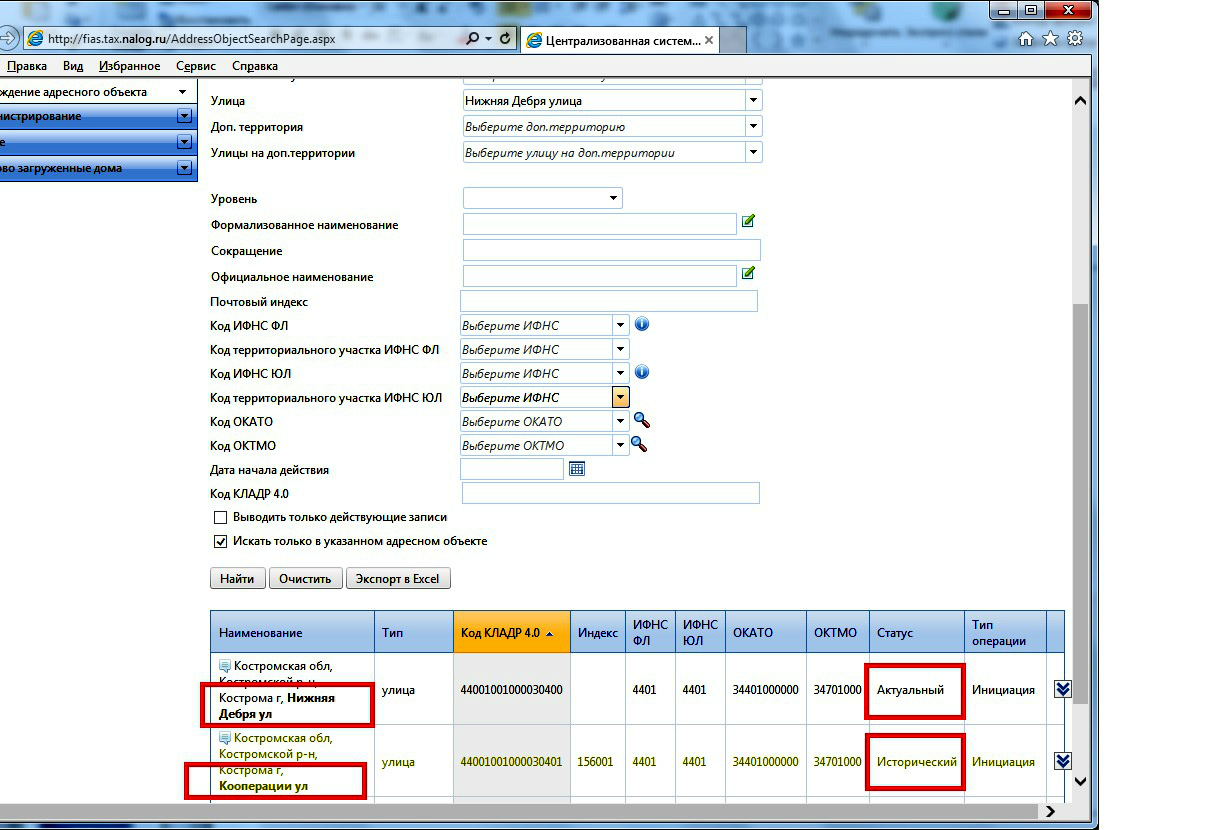 http://fias.tax.nalog.ru/AddressObjectSearchPage.aspx
Централизованная систем...
Правка Вид Избранное Сервис Справка
ждение адресного объекта
нистрирование
е
во загруженные дома
Улица Нижняя Дебря улица
Доп. территория Выберите доп.территорию
Улицы на доп.территории Выберите улицу на доп.территории
Уровень
Формализованное наименование
Сокращение
Официальное наименование
Почтовый индекс
Код ИФНС ФЛ Выберите ИФНС
Код территориального участка ИФНС ФЛ Выберите ИФНС
Код ИФНС ЮЛ Выберите ИФНС
Код территориального участка ИФНС ЮЛ Выберите ИФНС
Код ОКАТО Выберите ОКАТО
Код ОКТМО Выберите ОКТМО
Дата начала действия
Код КЛАДР 4.0
Выводить только действующие записи
Искать только в указанном адресном объекте
Найти Очистить Экспорт в Excel
Наименование Тип Код КЛАДР 4.0 Индекс ИФНС ФЛ ИФНС ЮЛ ОКАТО ОКТМО Статус Тип операции
Костромская обл,
Костромской р-н,
Кострома г, Нижняя
Дебря ул
улица 44001001000030400 4401 4401 34401000000 34701000 Актуальный Инициация
Костромская обл,
Костромской р-н,
Кострома г,
Кооперации ул
улица 44001001000030401 156001 4401 4401 34401000000 34701000 Исторический Инициация